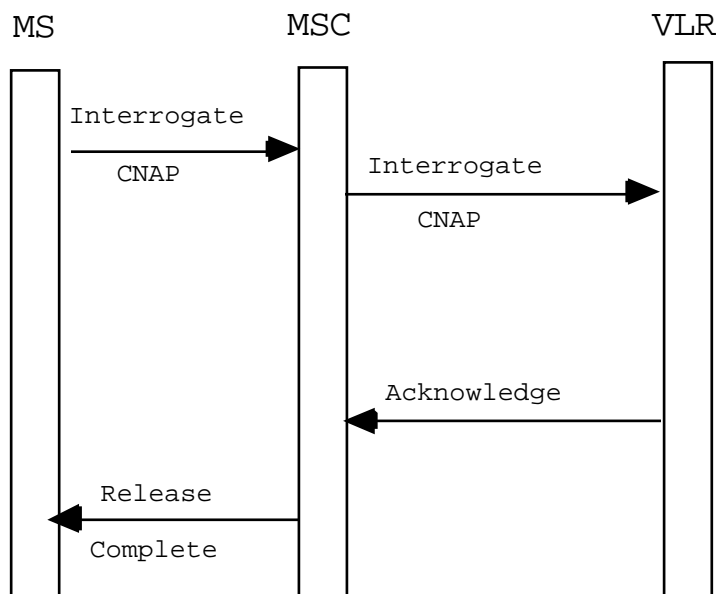 MS MSC VLR
Interrogate
CNAP
Interrogate
CNAP
Acknowledge
Release
Complete